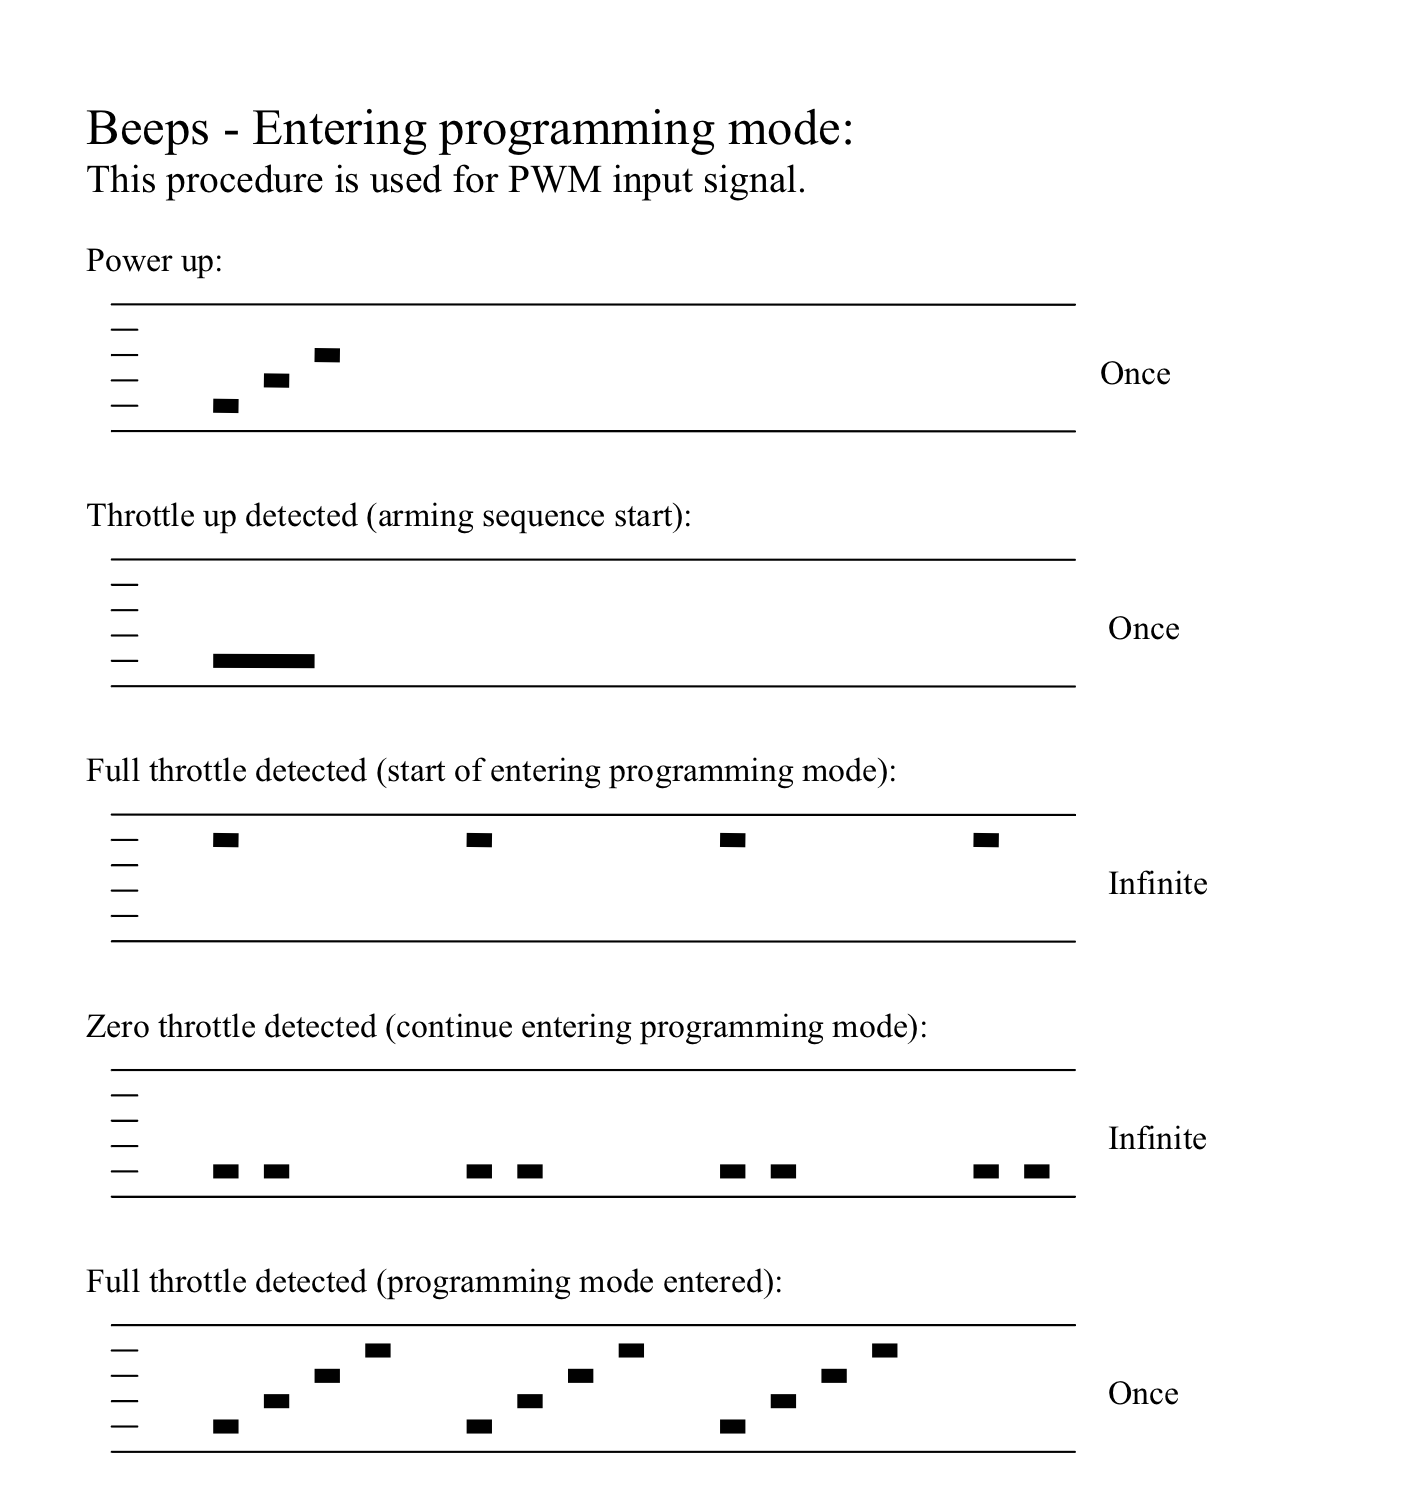 Beeps - Entering programming mode:
This procedure is used for PWM input signal.
Power up:
Once
Throttle up detected (arming sequence start):
Once
Full throttle detected (start of entering programming mode):
Infinite
Zero throttle detected (continue entering programming mode):
Infinite
Full throttle detected (programming mode entered):
Once